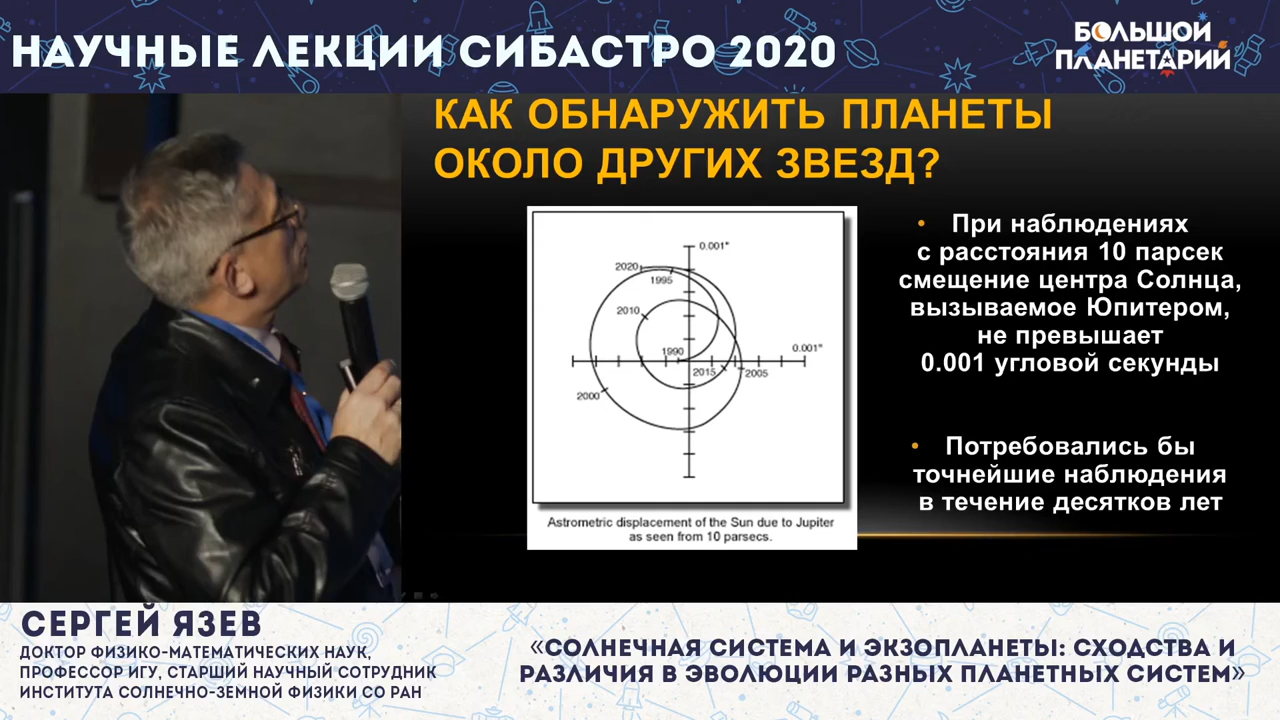 НАУЧНЫЕ ЛЕКЦИИ СИБАСТРО 2020
БОЛЬШОЙ
ПЛАНЕТАРИЙ
КАК ОБНАРУЖИТЬ ПЛАНЕТЫ
ОКОЛО ДРУГИХ ЗВЕЗД?
0.001"
2020
1995
2010
1990
0.001"
2015
2005
2000
Astrometric displacement of the Sun due to Jupiter
as seen from 10 parsecs.
• При наблюдениях
с расстояния 10 парсек
смещение центра Солнца,
вызываемое Юпитером,
не превышает
0.001 угловой секунды
• Потребовались бы
точнейшие наблюдения
в течение десятков лет
СЕРГЕЙ ЯЗЕВ
ДОКТОР ФИЗИКО-МАТЕМАТИЧЕСКИХ НАУК,
ПРОФЕССОР ИГУ, СТАРШИЙ НАУЧНЫЙ СОТРУДНИК
ИНСТИТУТА СОЛНЕЧНО-ЗЕМНОЙ ФИЗИКИ СО РАН
«СОЛНЕЧНАЯ СИСТЕМА И ЭКЗОПЛАНЕТЫ: СХОДСТВА И
РАЗЛИЧИЯ В ЭВОЛЮЦИИ РАЗНЫХ ПЛАНЕТНЫХ СИСТЕМ»